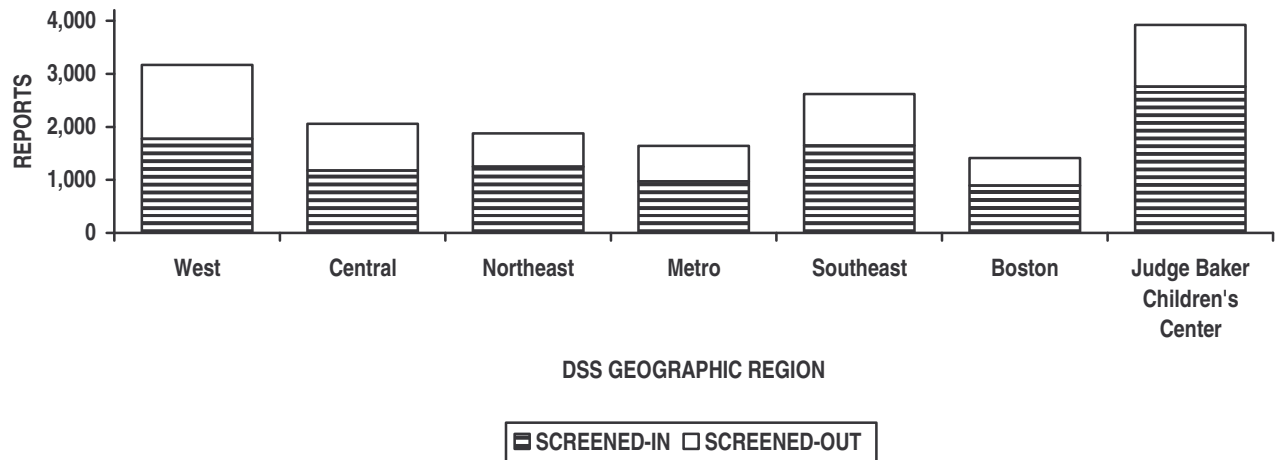 4,000
3,000
2,000
1,000
0
REPORTS
West Central Northeast Metro Southeast Boston Judge Baker
Children's
Center
DSS GEOGRAPHIC REGION
SCREENED-IN SCREENED-OUT